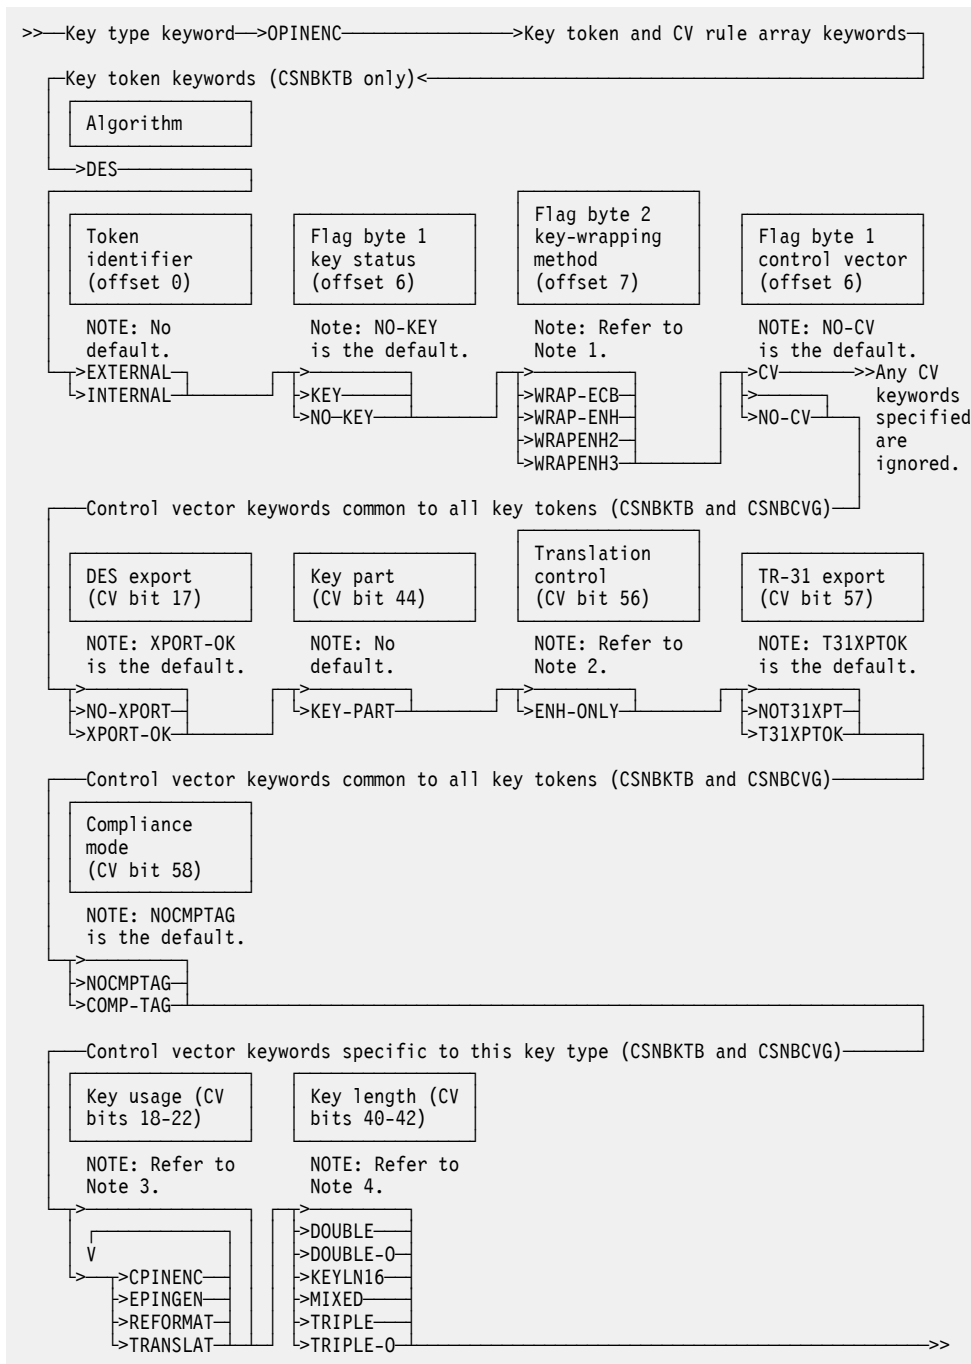 >>—Key type keyword—>OPINENC—>Key token and CV rule array keywords
Key token keywords (CSNBKTB only)<
Algorithm
>DES
Token identifier (offset 0)
Flag byte 1 key status (offset 6)
Flag byte 2 key-wrapping method (offset 7)
Flag byte 1 control vector (offset 6)
NOTE: No default.
Note: NO-KEY is the default.
Note: Refer to Note 1.
NOTE: NO-CV is the default.
>EXTERNAL
>INTERNAL
>
>KEY
>NO-KEY
>
>WRAP-ECB
>WRAP-ENH
>WRAPENH2
>WRAPENH3
>CV—>>Any CV keywords specified are ignored.
>
>NO-CV
Control vector keywords common to all key tokens (CSNBKTB and CSNBCVG)
DES export (CV bit 17)
Key part (CV bit 44)
Translation control (CV bit 56)
TR-31 export (CV bit 57)
NOTE: XPORT-OK is the default.
NOTE: No default.
NOTE: Refer to Note 2.
NOTE: T31XPTOK is the default.
>
>NO-XPORT
>XPORT-OK
>
>KEY-PART
>
>ENH-ONLY
>
>NOT31XPT
>T31XPTOK
Control vector keywords common to all key tokens (CSNBKTB and CSNBCVG)
Compliance mode (CV bit 58)
NOTE: NOCMPTAG is the default.
>
>NOCMPTAG
>COMP-TAG
Control vector keywords specific to this key type (CSNBKTB and CSNBCVG)
Key usage (CV bits 18-22)
Key length (CV bits 40-42)
NOTE: Refer to Note 3.
NOTE: Refer to Note 4.
>
V
>
>CPINENC
>EPINGEN
>REFORMAT
>TRANSLAT
>
>DOUBLE
>DOUBLE-O
>KEYLN16
>MIXED
>TRIPLE
>TRIPLE-O—>>